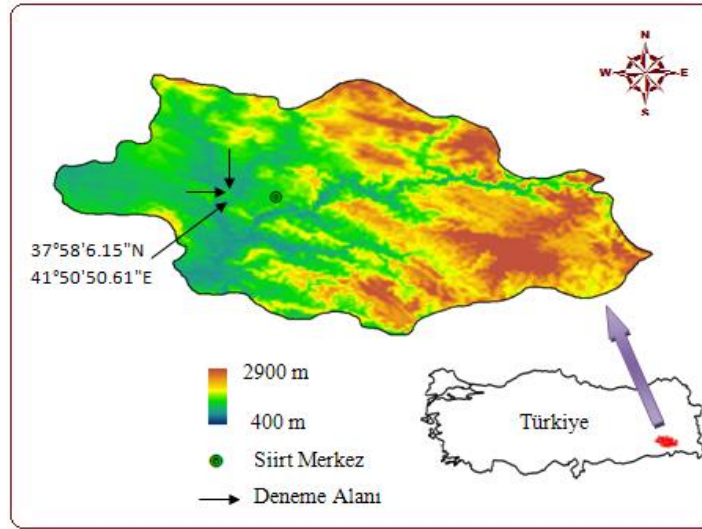 N
W E
S
37°58'6.15"N
41°50'50.61"E
2900 m
400 m
Siirt Merkez
Deneme Alanı
Türkiye